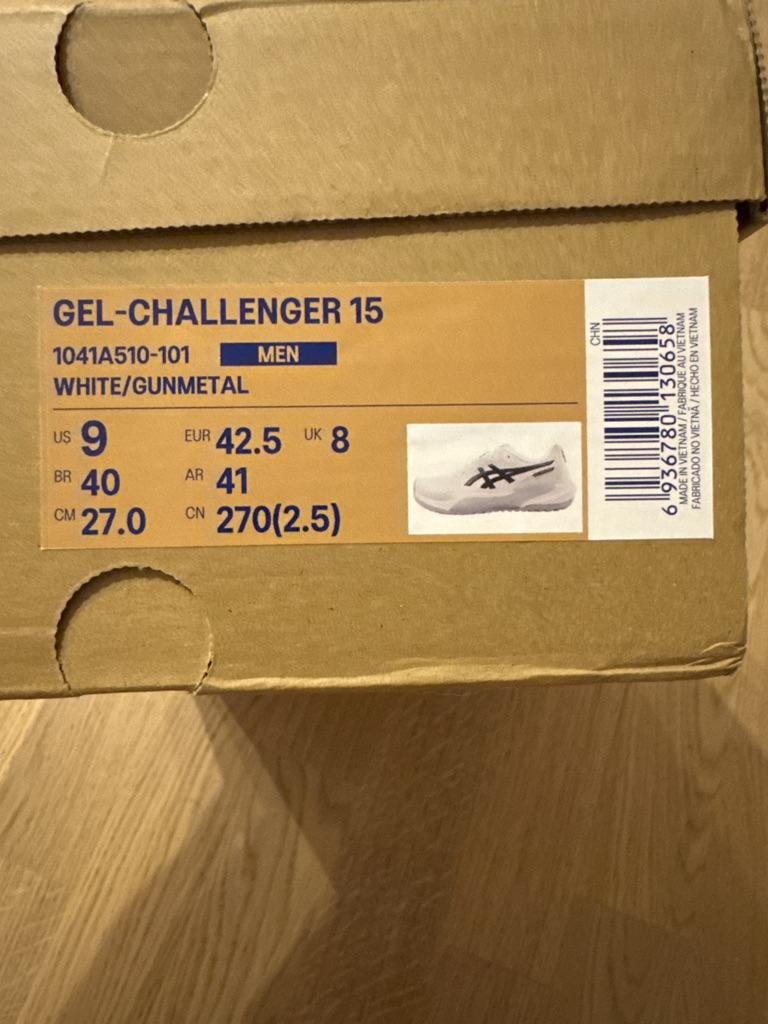 GEL-CHALLENGER 15
1041A510-101 MEN
WHITE/GUNMETAL
US 9 EUR 42.5 UK 8
BR 40 AR 41
CM 27.0 CN 270(2.5)
CHN
6 936780 130658
MADE IN VIETNAM / FABRIQUÉ AU VIETNAM
FABRICADO NO VIETNÃ / HECHO EN VIETNAM